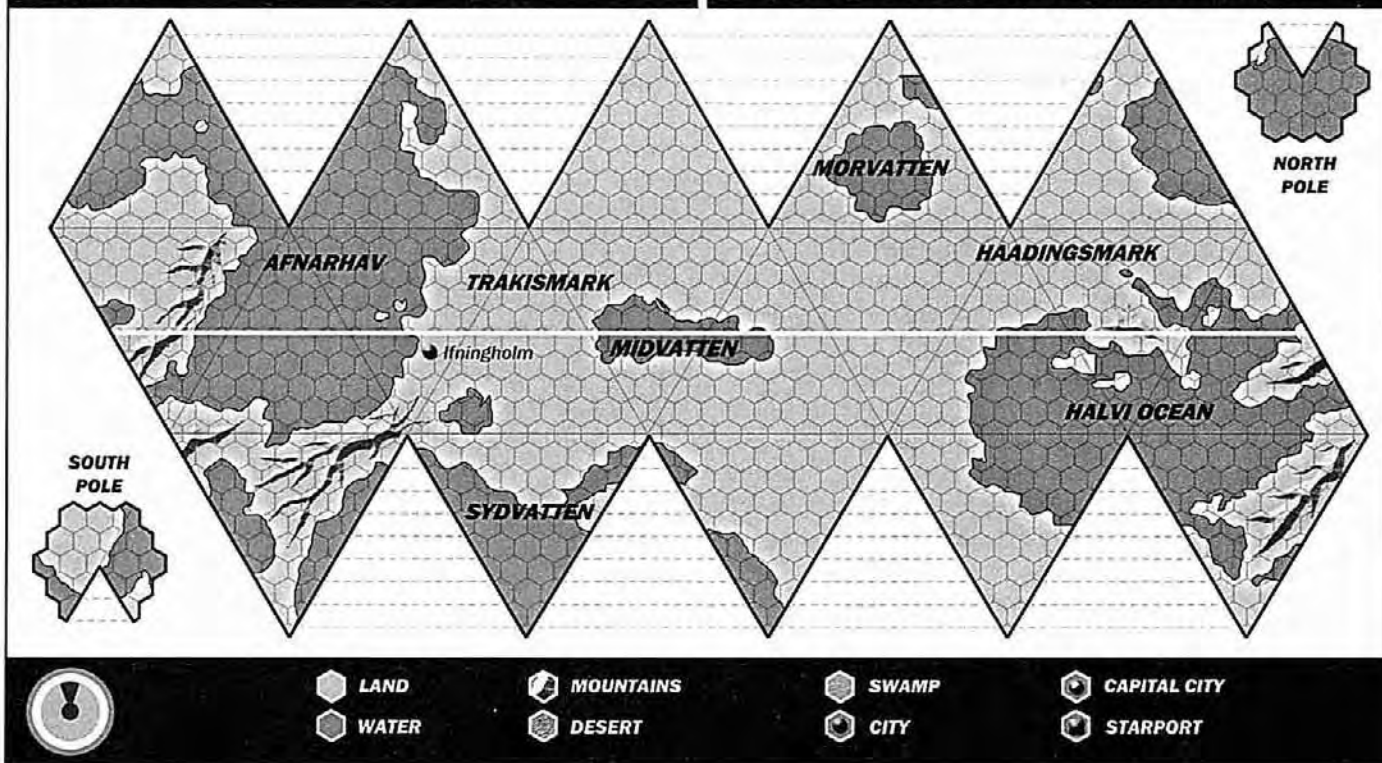 MORVATTEN
NORTH
POLE
HAADINGSMARK
AFNARHAV
TRAKISMARK
MIDVATTEN
Ifningholm
HALVI OCEAN
SOUTH
POLE
SYDVATTEN
LAND
MOUNTAINS
SWAMP
CAPITAL CITY
WATER
DESERT
CITY
STARPORT